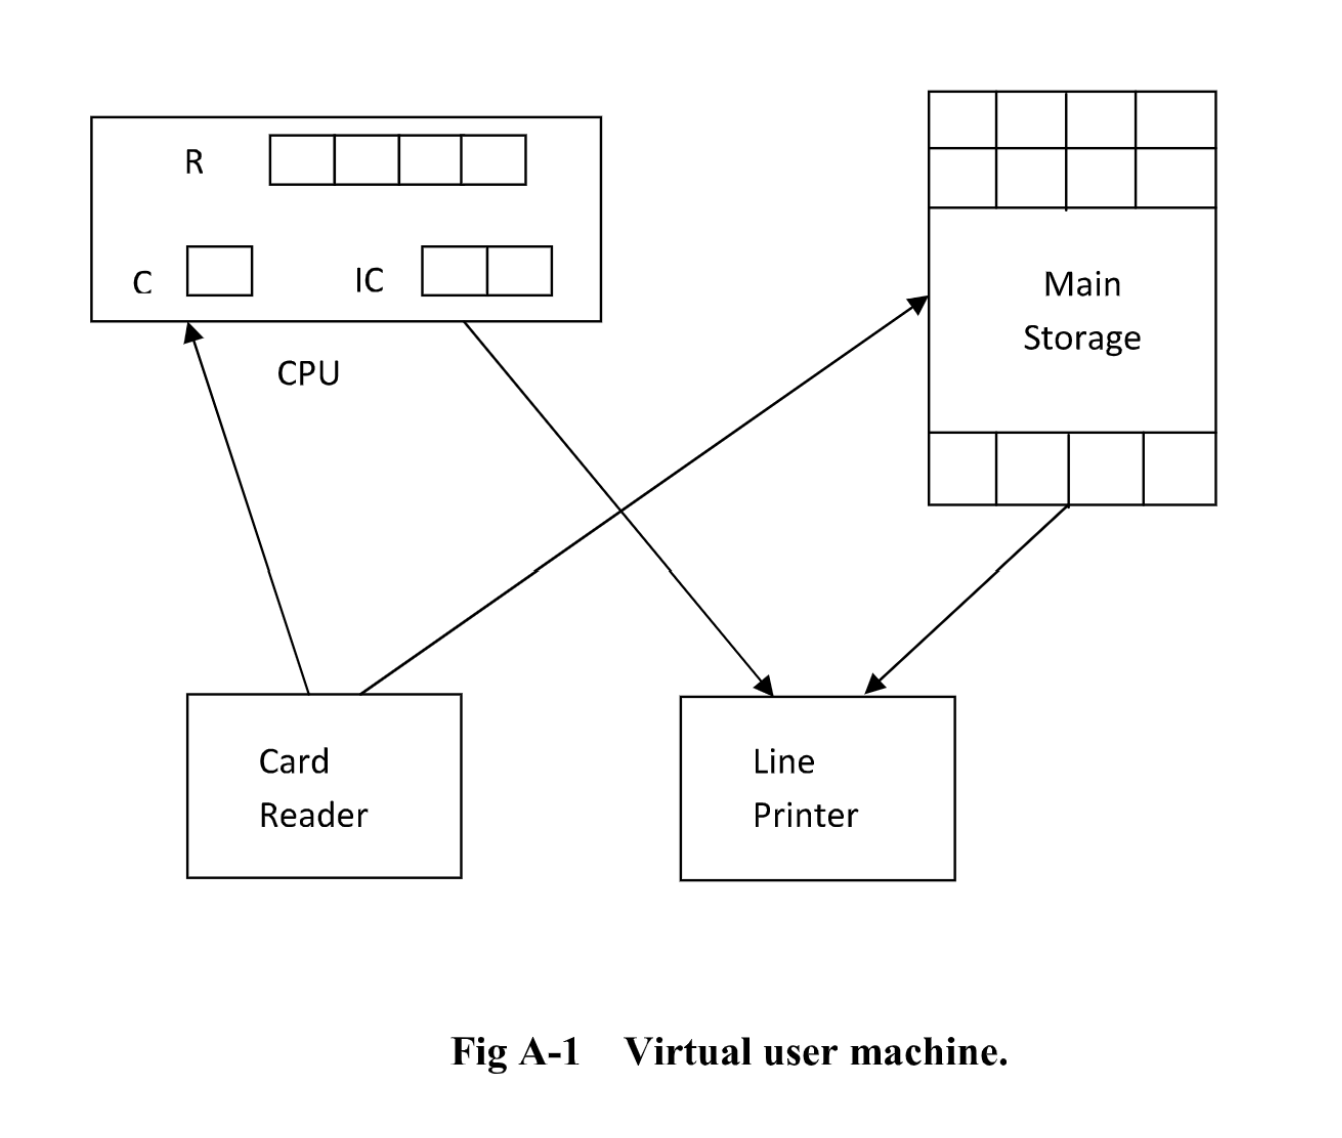 R
C
IC
CPU
Main
Storage
Card
Reader
Line
Printer
Fig A-1 Virtual user machine.